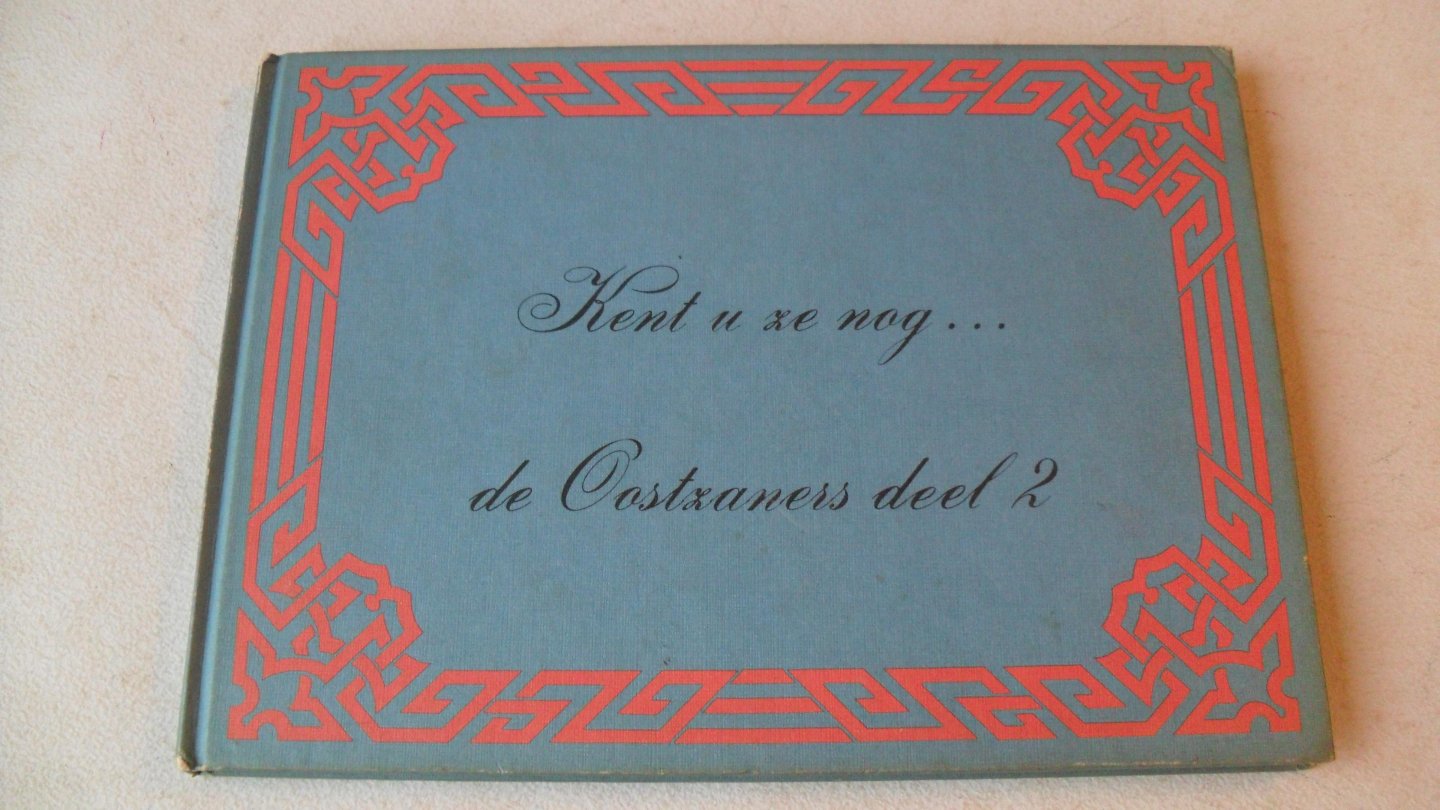 Kent u ze nog...
de Oostzaners deel 2